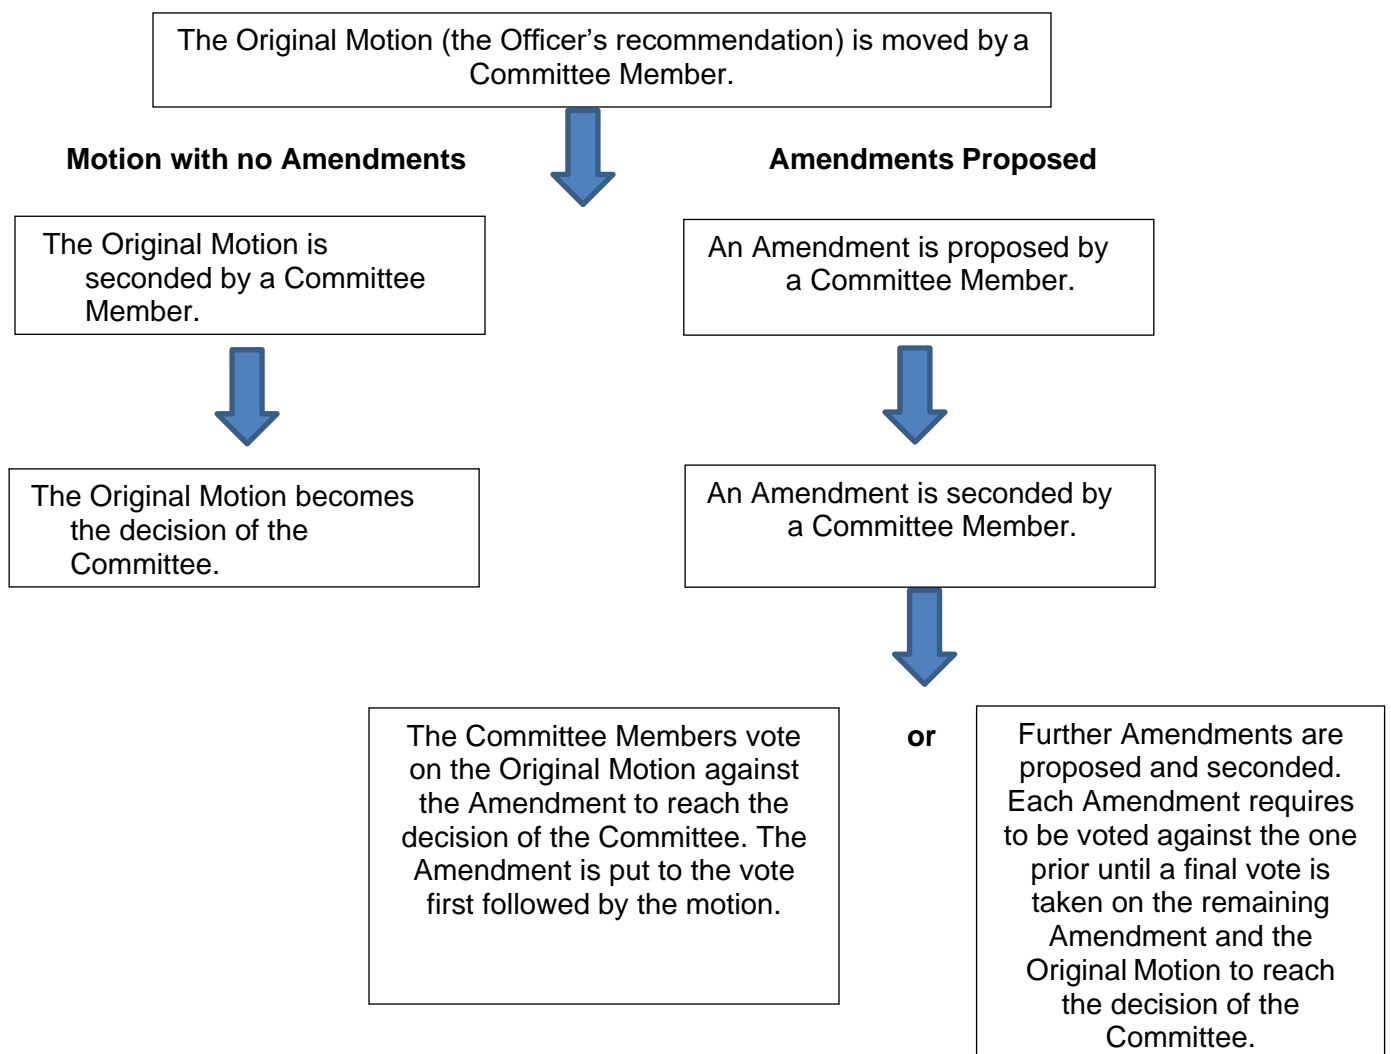 The Original Motion (the Officer’s recommendation) is moved by a
Committee Member.
Motion with no Amendments
Amendments Proposed
The Original Motion is
seconded by a Committee
Member.
An Amendment is proposed by
a Committee Member.
The Original Motion becomes
the decision of the
Committee.
An Amendment is seconded by
a Committee Member.
The Committee Members vote
on the Original Motion against
the Amendment to reach the
decision of the Committee. The
Amendment is put to the vote
first followed by the motion.
or
Further Amendments are
proposed and seconded.
Each Amendment requires
to be voted against the one
prior until a final vote is
taken on the remaining
Amendment and the
Original Motion to reach
the decision of the
Committee.